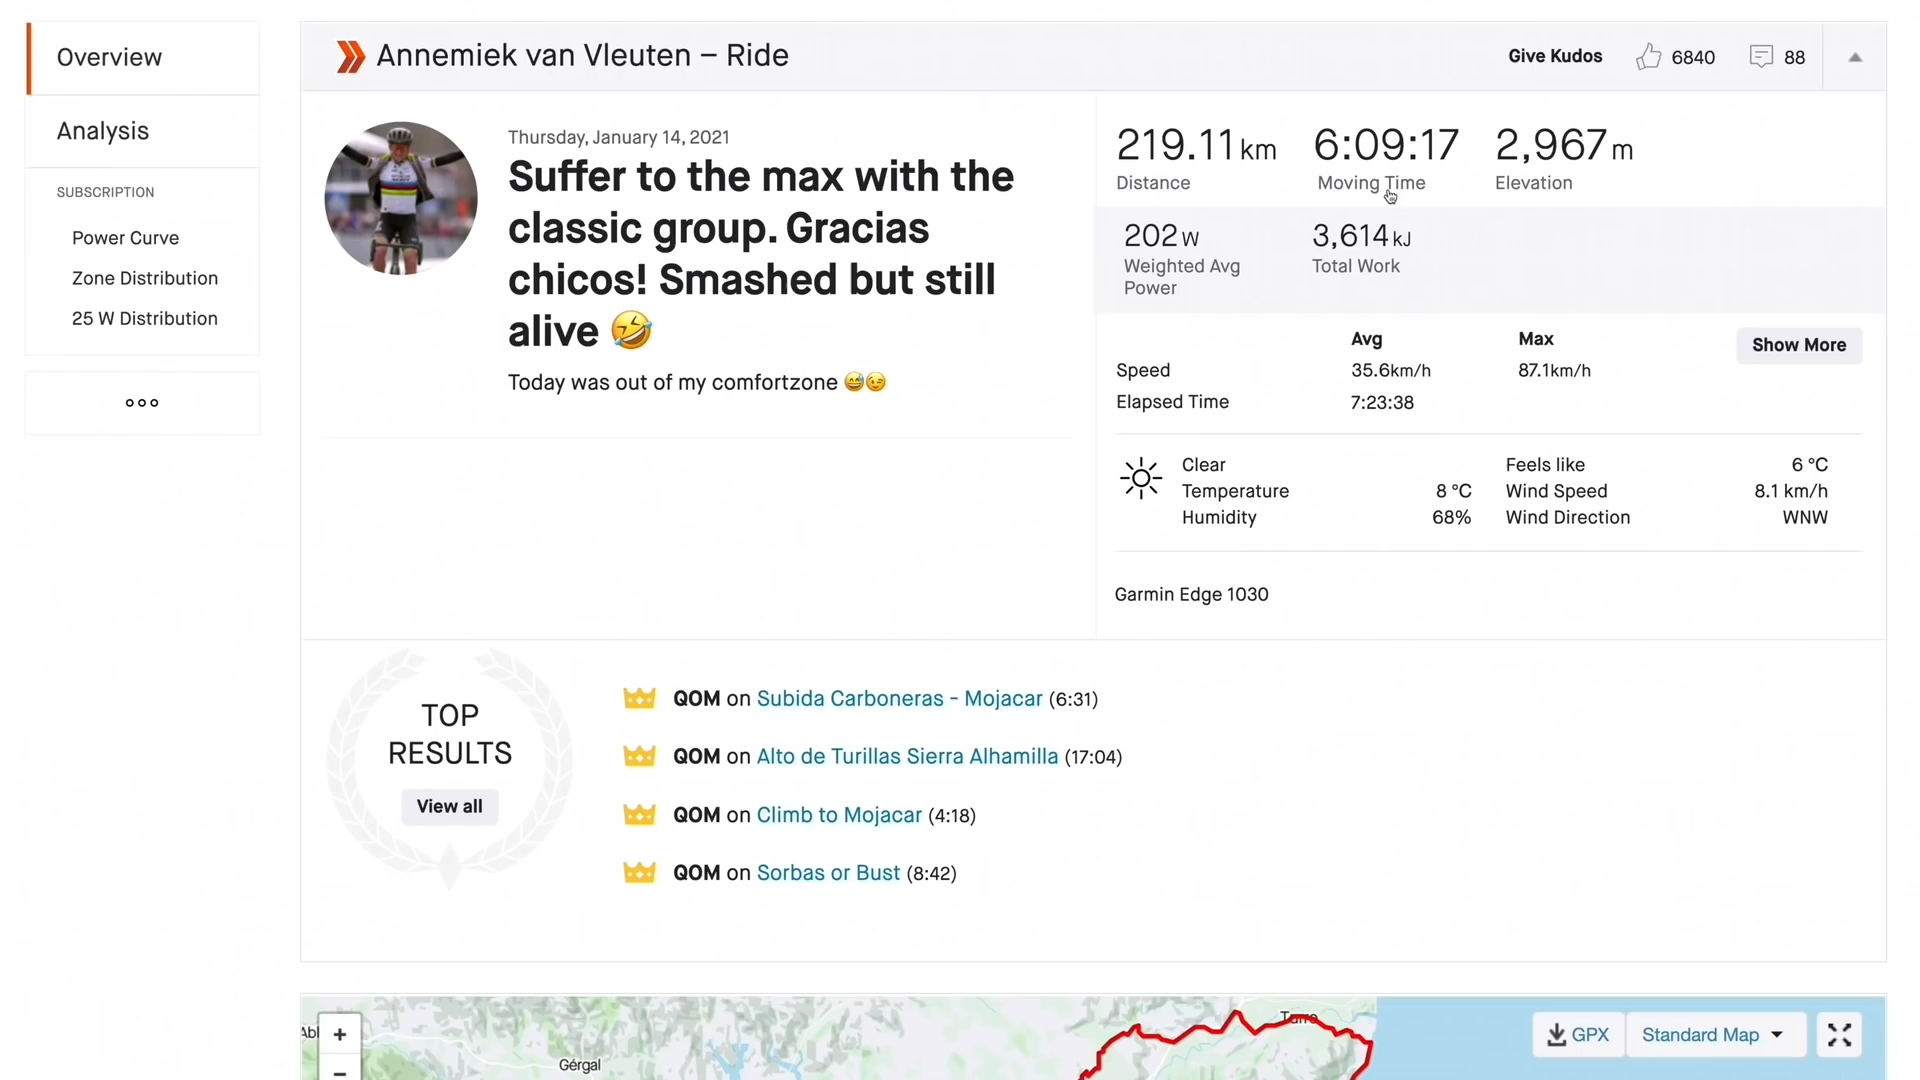 Overview
Analysis
SUBSCRIPTION
Power Curve
Zone Distribution
25 W Distribution
Annemiek van Vleuten – Ride
Give Kudos
6840
88
Thursday, January 14, 2021
Suffer to the max with the
classic group. Gracias
chicos! Smashed but still
alive 🤣
Today was out of my comfortzone 😅😉
219.11 km
Distance
6:09:17
Moving Time
2,967 m
Elevation
202 W
Weighted Avg
Power
3,614 kJ
Total Work
Avg Max
Show More
Speed 35.6km/h 87.1km/h
Elapsed Time 7:23:38
Clear
Temperature 8 °C
Humidity 68%
Feels like 6 °C
Wind Speed 8.1 km/h
Wind Direction WNW
Garmin Edge 1030
TOP
RESULTS
View all
QOM on Subida Carboneras - Mojacar (6:31)
QOM on Alto de Turillas Sierra Alhamilla (17:04)
QOM on Climb to Mojacar (4:18)
QOM on Sorbas or Bust (8:42)
+
−
Gérgal
Turre
GPX
Standard Map